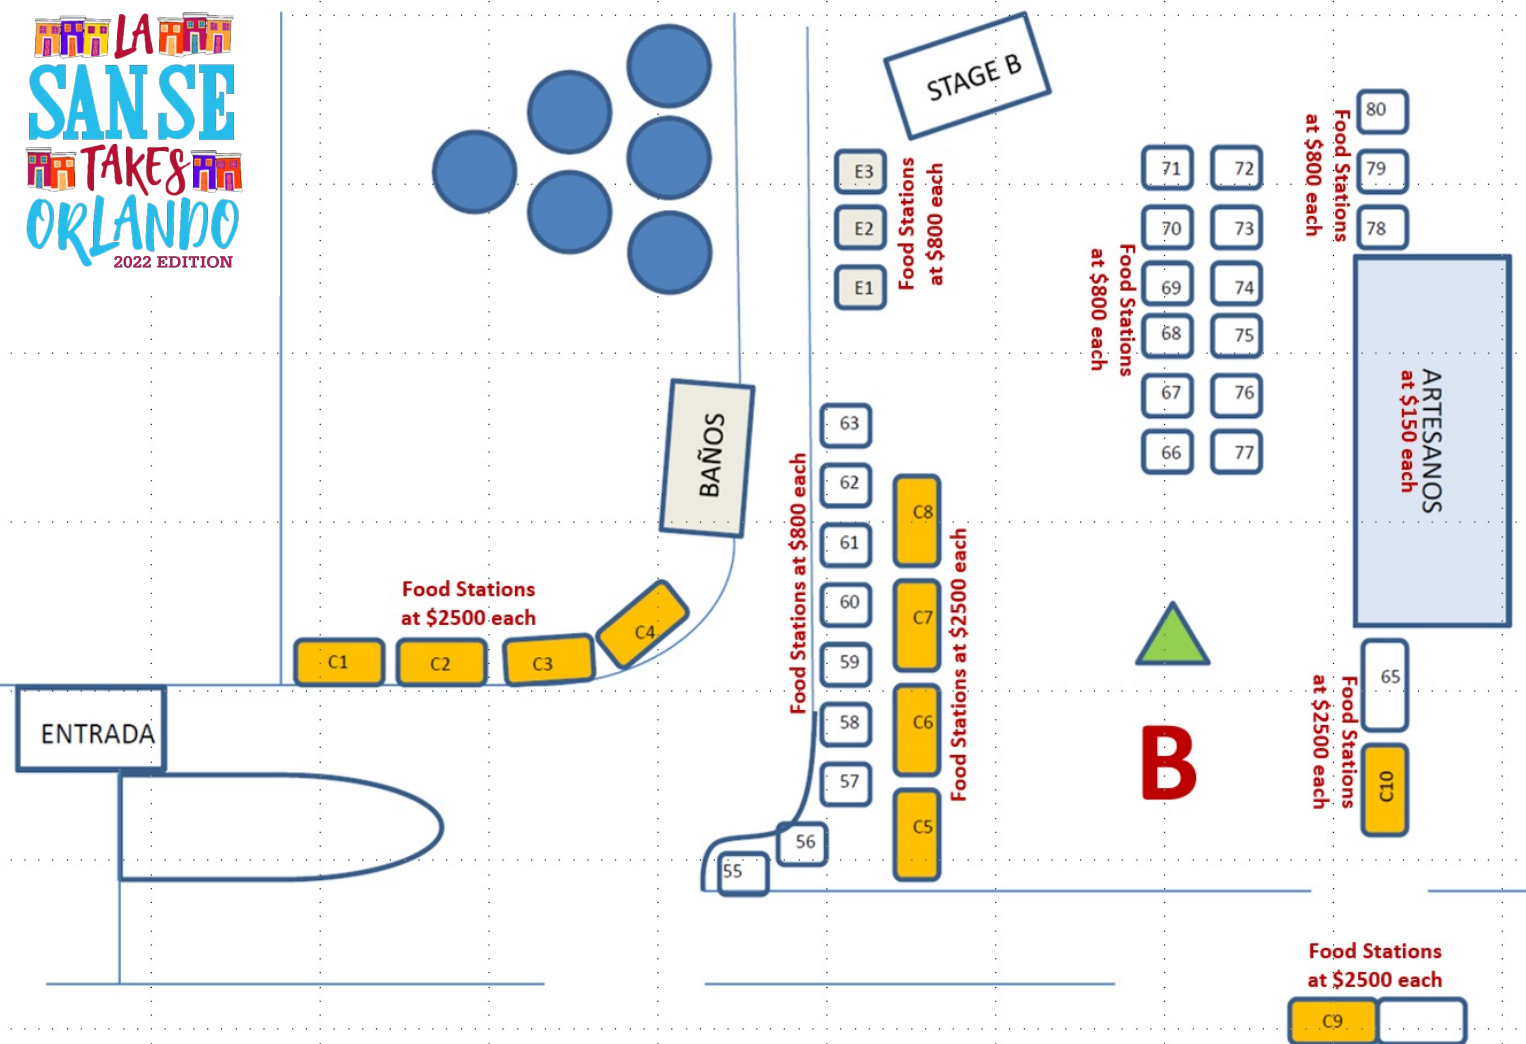 LA
SAN SE
TAKES
ORLANDO
2022 EDITION
STAGE B
E3
E2
E1
Food Stations
at $800 each
71
72
70
73
69
74
68
75
67
76
66
77
Food Stations
at $800 each
80
79
78
Food Stations
at $800 each
ARTESANOS
at $150 each
BAÑOS
63
62
61
60
59
58
57
56
55
Food Stations at $800 each
C8
C7
C6
C5
Food Stations at $2500 each
Food Stations
at $2500 each
C1
C2
C3
C4
ENTRADA
B
65
C10
Food Stations
at $2500 each
Food Stations
at $2500 each
C9